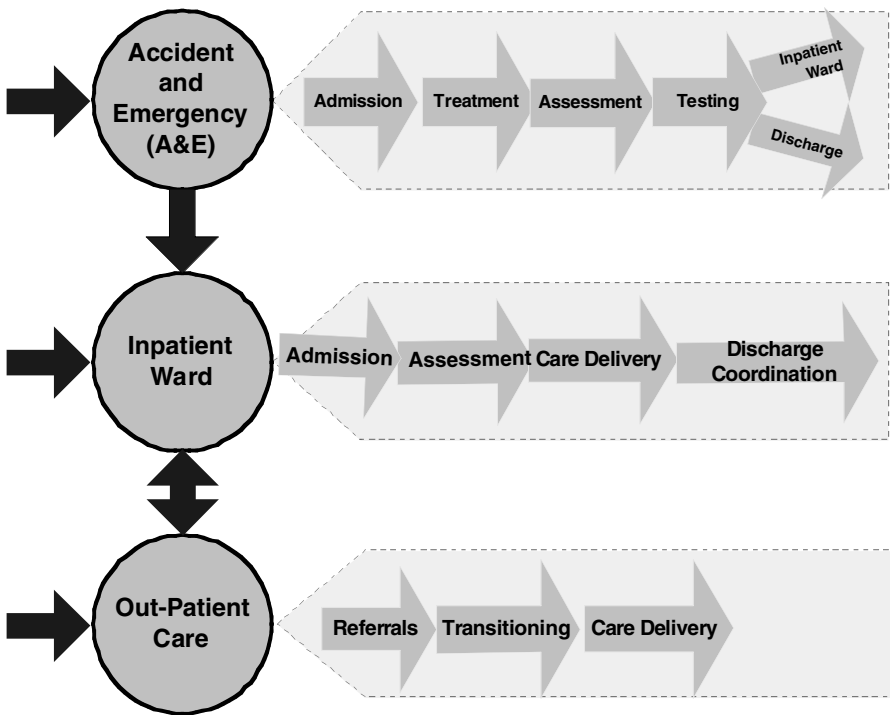 Accident
and
Emergency
(A&E)
Admission
Treatment
Assessment
Testing
Inpatient
Ward
Discharge
Inpatient
Ward
Admission
Assessment
Care Delivery
Discharge
Coordination
Out-Patient
Care
Referrals
Transitioning
Care Delivery